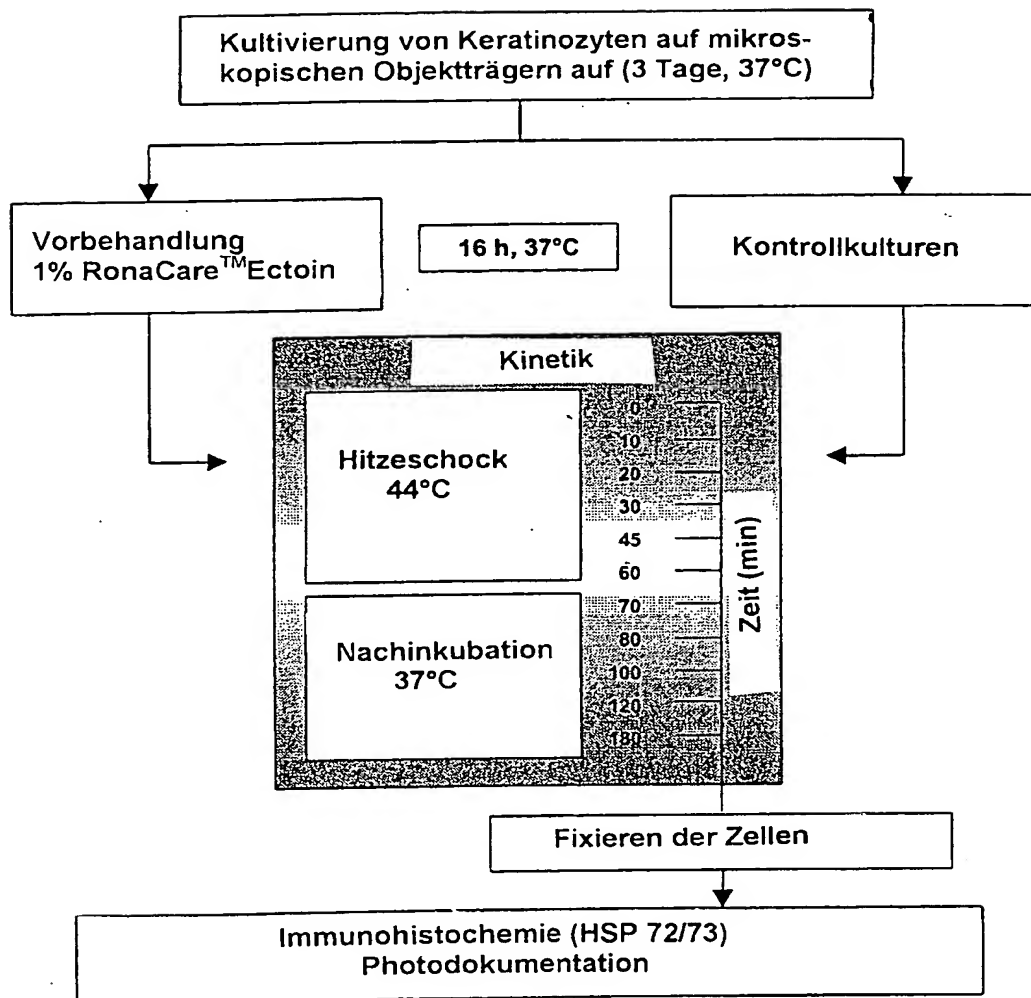 Kultivierung von Keratinozyten auf mikros-
kopischen Objektträgern auf (3 Tage, 37°C)
Vorbehandlung
1% RonaCare™Ectoin
16 h, 37°C
Kontrollkulturen
Kinetik
Hitzeschock
44°C
0
10
20
30
45
60
70
80
100
120
180
Zeit (min)
Nachinkubation
37°C
Fixieren der Zellen
Immunohistochemie (HSP 72/73)
Photodokumentation